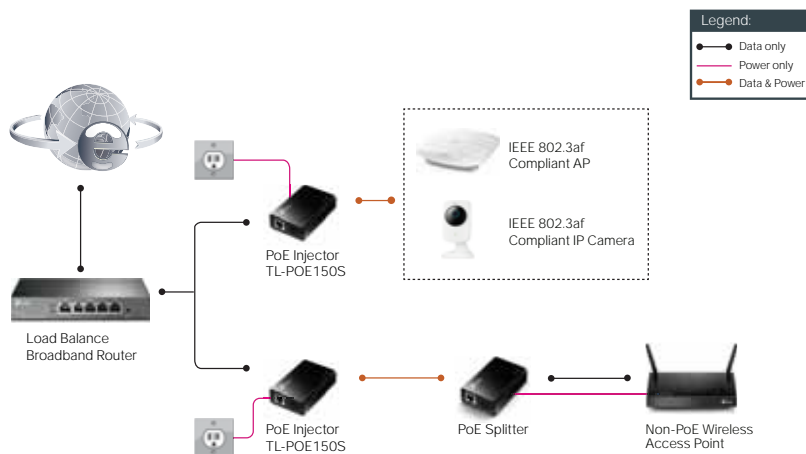 Legend:
Data only
Power only
Data & Power
IEEE 802.3af
Compliant AP
IEEE 802.3af
Compliant IP Camera
PoE Injector
TL-POE150S
Load Balance
Broadband Router
PoE Injector
TL-POE150S
PoE Splitter
Non-PoE Wireless
Access Point